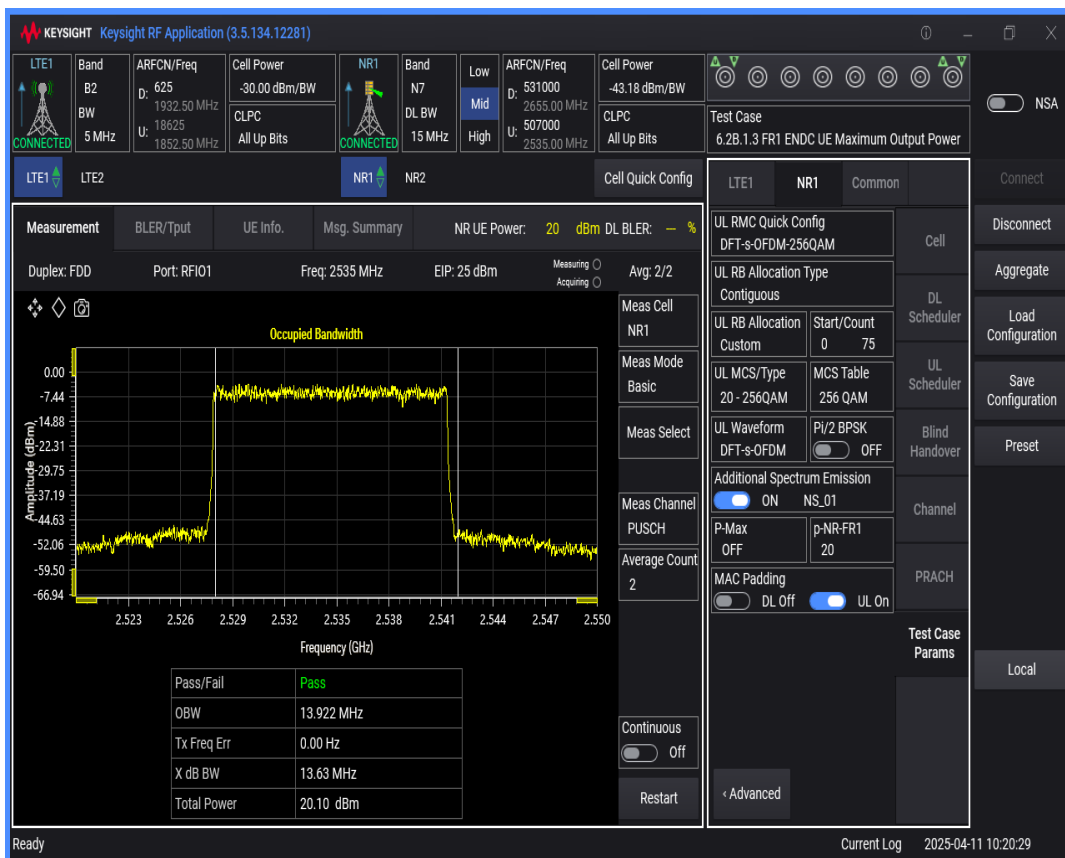 KEYSIGHT Keysight RF Application (3.5.134.12281)
LTE1
CONNECTED
Band
B2
BW
5 MHz
ARFCN/Freq
D: 625
1932.50 MHz
U: 18625
1852.50 MHz
Cell Power
-30.00 dBm/BW
CLPC
All Up Bits
NR1
CONNECTED
Band
N7
DL BW
15 MHz
Low
Mid
High
ARFCN/Freq
D: 531000
2655.00 MHz
U: 507000
2535.00 MHz
Cell Power
-43.18 dBm/BW
CLPC
All Up Bits
Test Case
6.2B.1.3 FR1 ENDC UE Maximum Output Power
NSA
LTE1 LTE2 NR1 NR2 Cell Quick Config
Measurement BLER/Tput UE Info. Msg. Summary NR UE Power: 20 dBm DL BLER: -- %
Duplex: FDD Port: RFIO1 Freq: 2535 MHz EIP: 25 dBm Measuring Acquiring Avg: 2/2
Occupied Bandwidth
Amplitude (dBm)
0.00
-7.44
-14.88
-22.31
-29.75
-37.19
-44.63
-52.06
-59.50
-66.94
2.523 2.526 2.529 2.532 2.535 2.538 2.541 2.544 2.547 2.550
Frequency (GHz)
Pass/Fail Pass
OBW 13.922 MHz
Tx Freq Err 0.00 Hz
X dB BW 13.63 MHz
Total Power 20.10 dBm
Meas Cell
NR1
Meas Mode
Basic
Meas Select
Meas Channel
PUSCH
Average Count
2
Continuous
Off
Restart
LTE1 NR1 Common
UL RMC Quick Config
DFT-s-OFDM-256QAM
UL RB Allocation Type
Contiguous
UL RB Allocation Start/Count
Custom 0 75
UL MCS/Type MCS Table
20 - 256QAM 256 QAM
UL Waveform Pi/2 BPSK
DFT-s-OFDM OFF
Additional Spectrum Emission
ON NS_01
P-Max p-NR-FR1
OFF 20
MAC Padding
DL Off UL On
‹ Advanced
Cell
DL
Scheduler
UL
Scheduler
Blind
Handover
Channel
PRACH
Test Case
Params
Connect
Disconnect
Aggregate
Load
Configuration
Save
Configuration
Preset
Local
Ready Current Log 2025-04-11 10:20:29